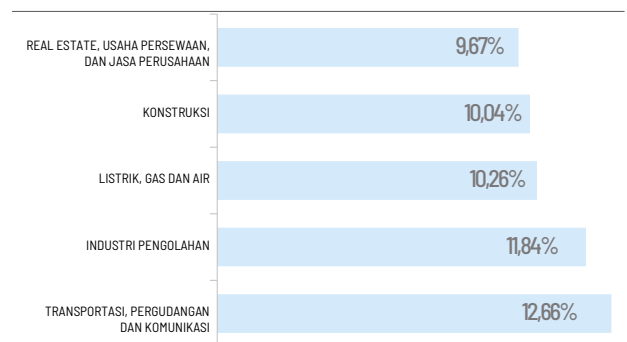 REAL ESTATE, USAHA PERSEWAAN,
DAN JASA PERUSAHAAN
9,67%
KONSTRUKSI
10,04%
LISTRIK, GAS DAN AIR
10,26%
INDUSTRI PENGOLAHAN
11,84%
TRANSPORTASI, PERGUDANGAN
DAN KOMUNIKASI
12,66%